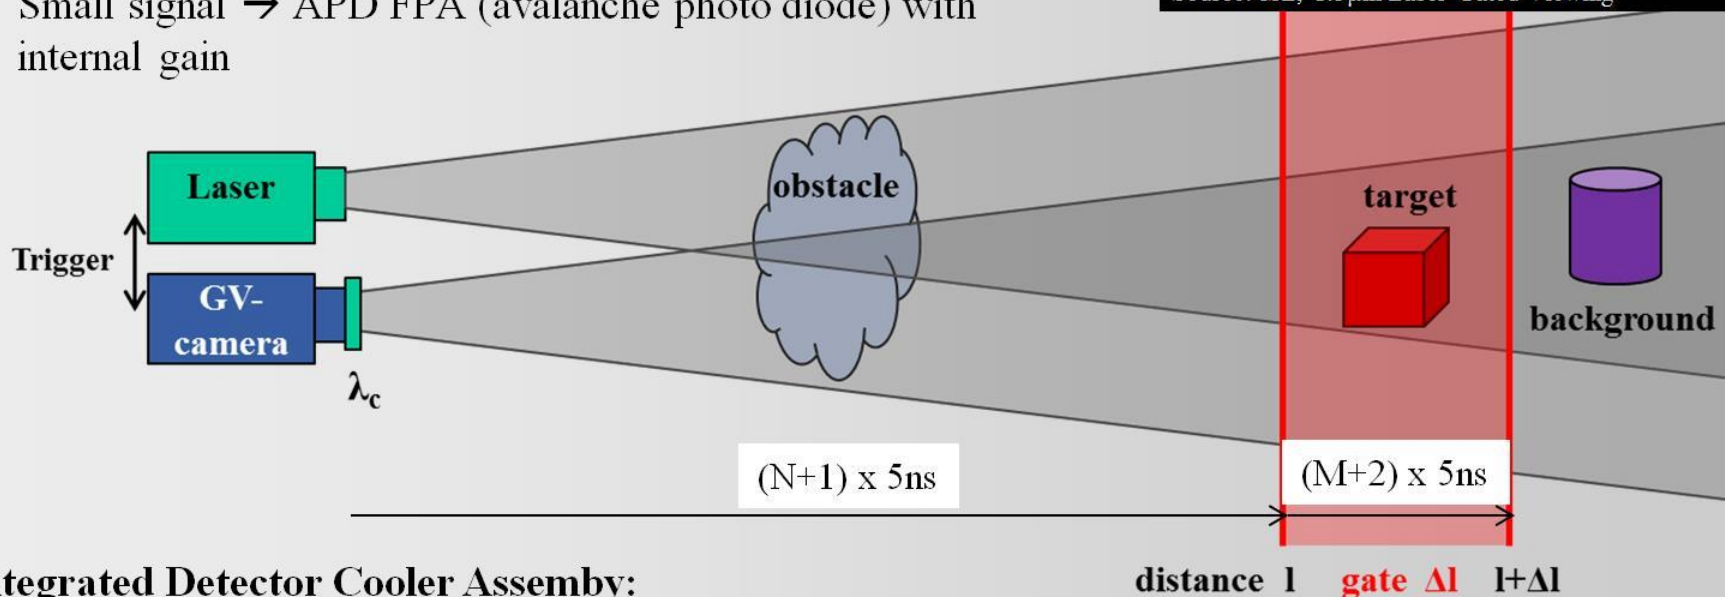 Small signal → APD FPA (avalanche photo diode) with
internal gain
Laser
obstacle
target
Trigger
GV-
camera
background
λc
(N+1) x 5ns
(M+2) x 5ns
distance l
gate Δl
l+Δl
ntegrated Detector Cooler Assemby: